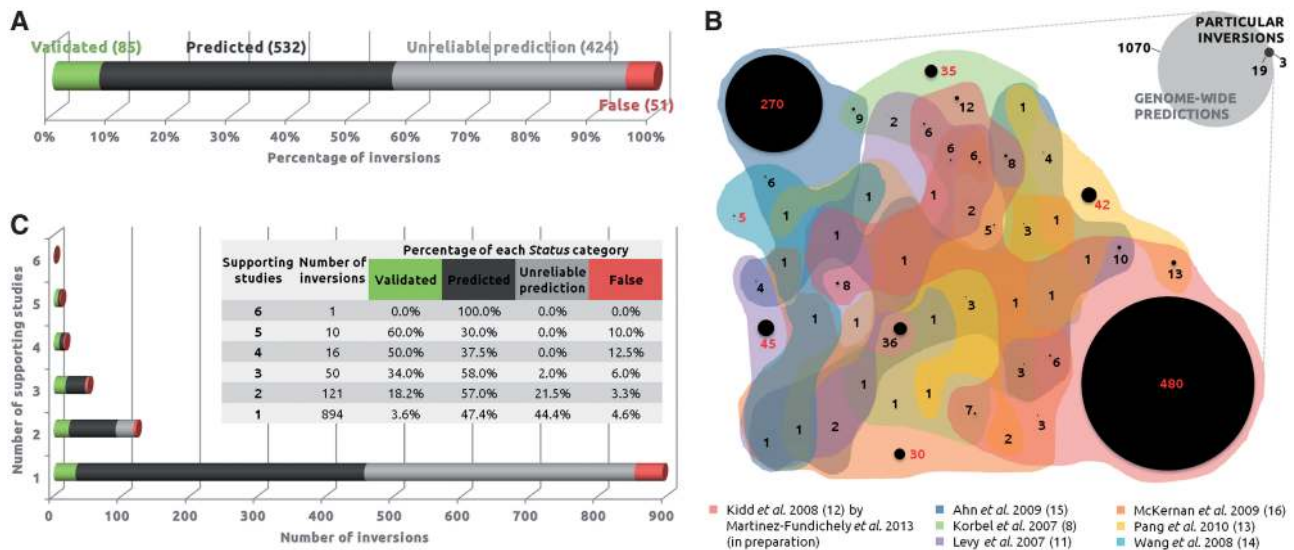 A
Validated (85)
Predicted (532)
Unreliable prediction (424)
False (51)
0% 10% 20% 30% 40% 50% 60% 70% 80% 90% 100%
Percentage of inversions
B
PARTICULAR
INVERSIONS
1070
3
19
GENOME-WIDE
PREDICTIONS
270
35
12
1
9
2
6
6
6
8
4
6
1
1
2
42
5
1
5
3
1
1
1
1
1
10
13
4
8
3
1
1
1
1
36
1
45
480
1
3
6
1
1
7
1
1
2
2
3
30
Kidd et al. 2008 (12) by
Martinez-Fundichely et al. 2013
(in preparation)
Ahn et al. 2009 (15)
Korbel et al. 2007 (8)
Levy et al. 2007 (11)
McKernan et al. 2009 (16)
Pang et al. 2010 (13)
Wang et al. 2008 (14)
C
Number of supporting studies
6
5
4
3
2
1
0 100 200 300 400 500 600 700 800 900
Number of inversions
Percentage of each Status category
Supporting studies
Number of inversions
Validated
Predicted
Unreliable prediction
False
6 1 0.0% 100.0% 0.0% 0.0%
5 10 60.0% 30.0% 0.0% 10.0%
4 16 50.0% 37.5% 0.0% 12.5%
3 50 34.0% 58.0% 2.0% 6.0%
2 121 18.2% 57.0% 21.5% 3.3%
1 894 3.6% 47.4% 44.4% 4.6%